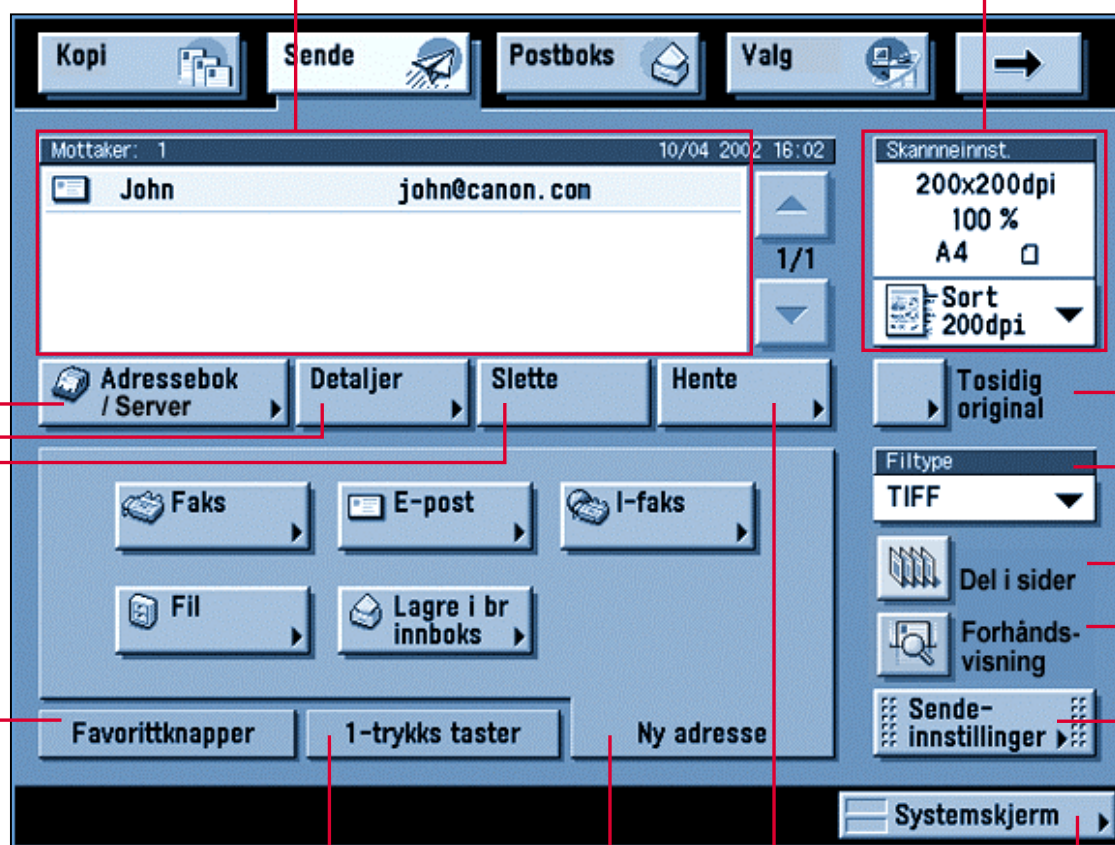 Kopi
Sende
Postboks
Valg
Mottaker: 1
10/04 2002 16:02
John john@canon.com
1/1
Skannneinnst.
200x200dpi
100 %
A4
Sort
200dpi
Adressebok
/ Server
Detaljer
Slette
Hente
Tosidig
original
Faks
E-post
I-faks
Fil
Lagre i br
innboks
Filtype
TIFF
Del i sider
Forhånds-
visning
Sende-
innstillinger
Favorittknapper
1-trykks taster
Ny adresse
Systemskjerm